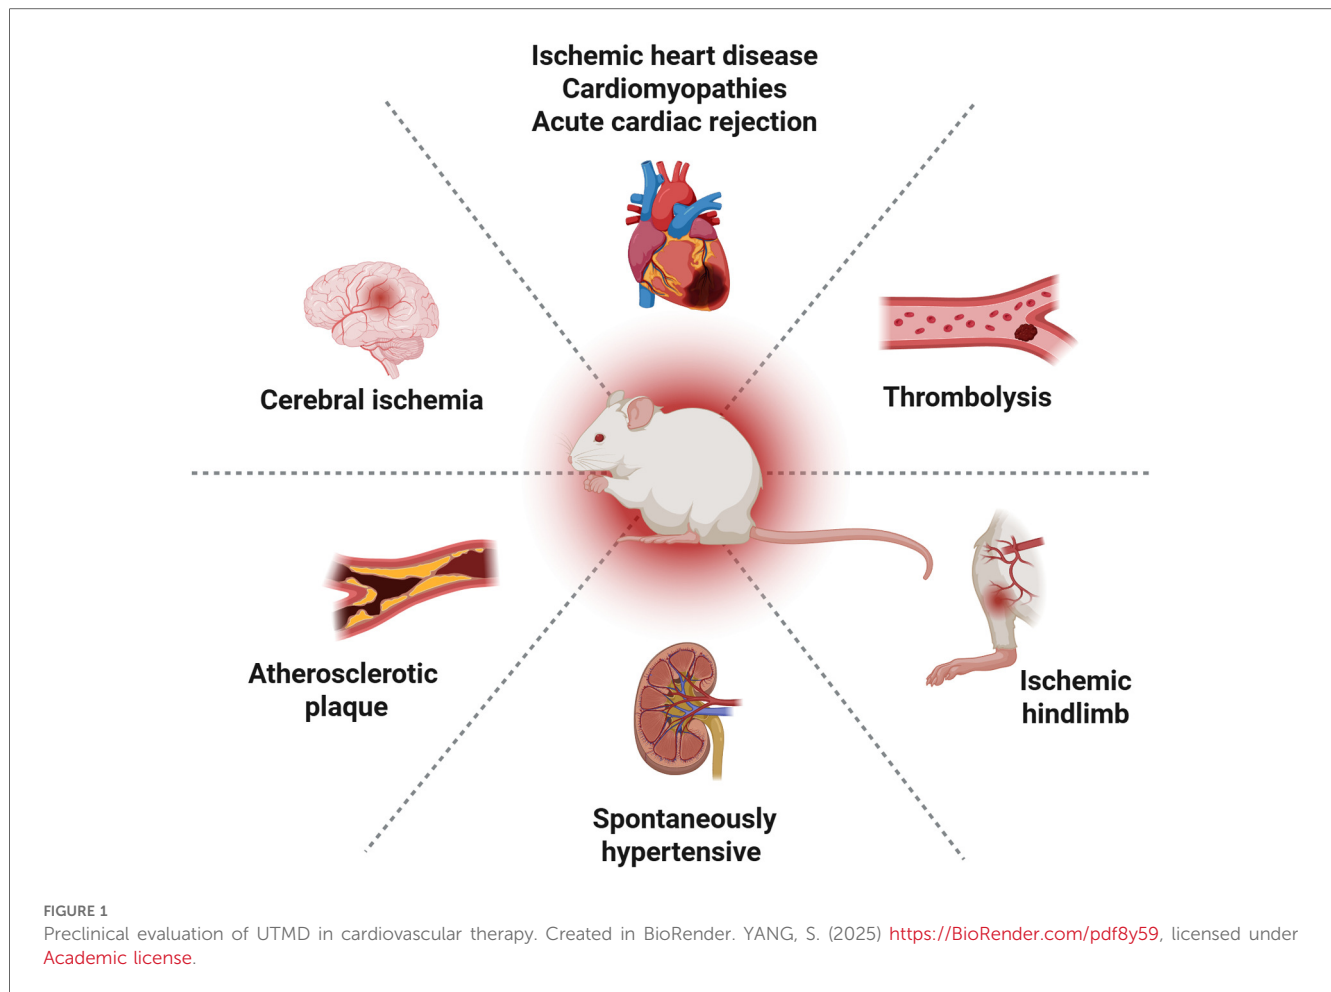 Ischemic heart disease
Cardiomyopathies
Acute cardiac rejection
Cerebral ischemia
Thrombolysis
Atherosclerotic
plaque
Ischemic
hindlimb
Spontaneously
hypertensive
FIGURE 1
Preclinical evaluation of UTMD in cardiovascular therapy. Created in BioRender. YANG, S. (2025) https://BioRender.com/pdf8y59, licensed under
Academic license.